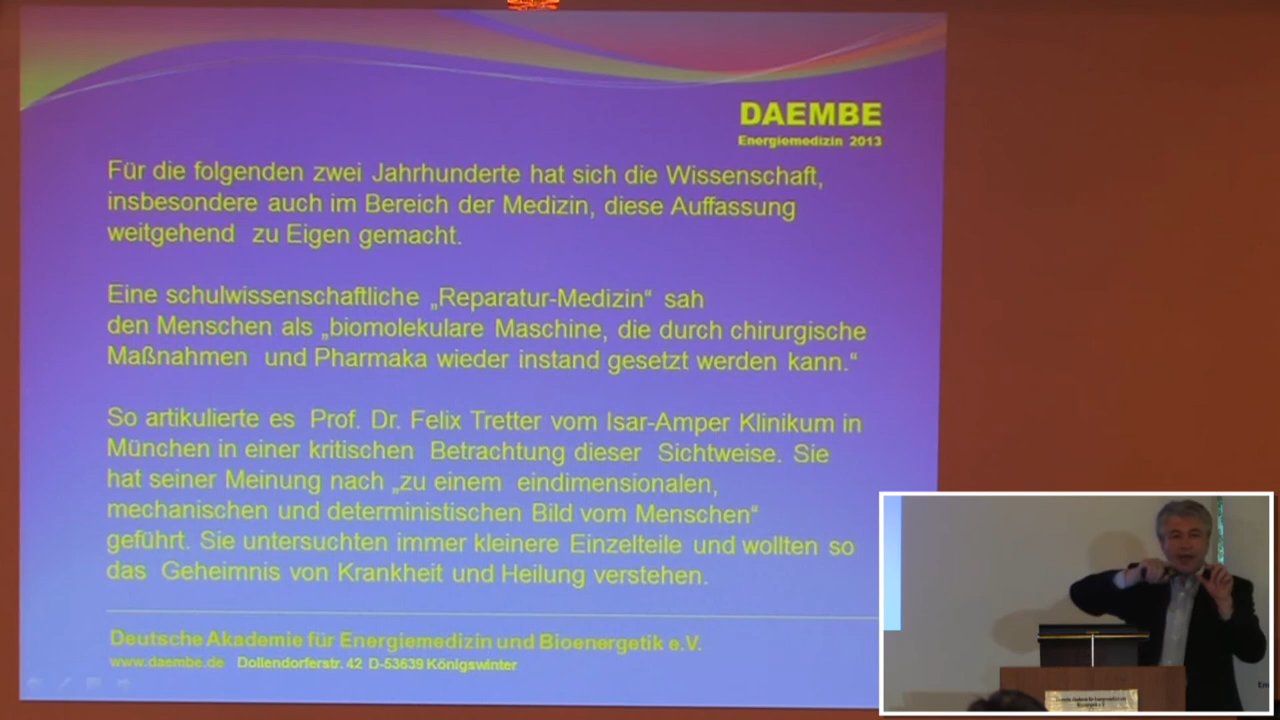 DAEMBE
Energiemedizin 2013
Für die folgenden zwei Jahrhunderte hat sich die Wissenschaft,
insbesondere auch im Bereich der Medizin, diese Auffassung
weitgehend zu Eigen gemacht.
Eine schulwissenschaftliche „Reparatur-Medizin“ sah
den Menschen als „biomolekulare Maschine, die durch chirurgische
Maßnahmen und Pharmaka wieder instand gesetzt werden kann.“
So artikulierte es Prof. Dr. Felix Tretter vom Isar-Amper Klinikum in
München in einer kritischen Betrachtung dieser Sichtweise. Sie
hat seiner Meinung nach „zu einem eindimensionalen,
mechanischen und deterministischen Bild vom Menschen“
geführt. Sie untersuchten immer kleinere Einzelteile und wollten so
das Geheimnis von Krankheit und Heilung verstehen.
Deutsche Akademie für Energiemedizin und Bioenergetik e.V.
www.daembe.de Dollendorferstr. 42 D-53639 Königswinter